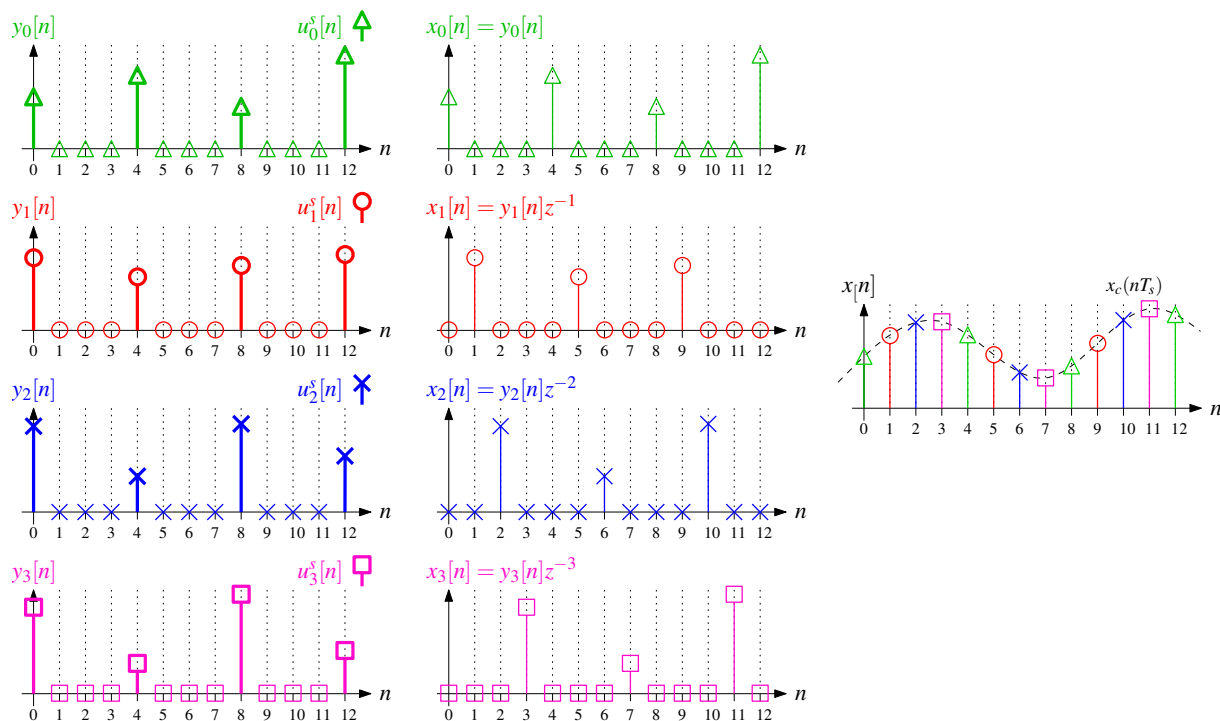 y₀[n] u₀ˢ[n] x₀[n] = y₀[n]
n n
0 1 2 3 4 5 6 7 8 9 10 11 12 0 1 2 3 4 5 6 7 8 9 10 11 12
y₁[n] u₁ˢ[n] x₁[n] = y₁[n]z⁻¹
n n
0 1 2 3 4 5 6 7 8 9 10 11 12 0 1 2 3 4 5 6 7 8 9 10 11 12
x[n] x_c(nT_s)
n
0 1 2 3 4 5 6 7 8 9 10 11 12
y₂[n] u₂ˢ[n] x₂[n] = y₂[n]z⁻²
n n
0 1 2 3 4 5 6 7 8 9 10 11 12 0 1 2 3 4 5 6 7 8 9 10 11 12
y₃[n] u₃ˢ[n] x₃[n] = y₃[n]z⁻³
n n
0 1 2 3 4 5 6 7 8 9 10 11 12 0 1 2 3 4 5 6 7 8 9 10 11 12